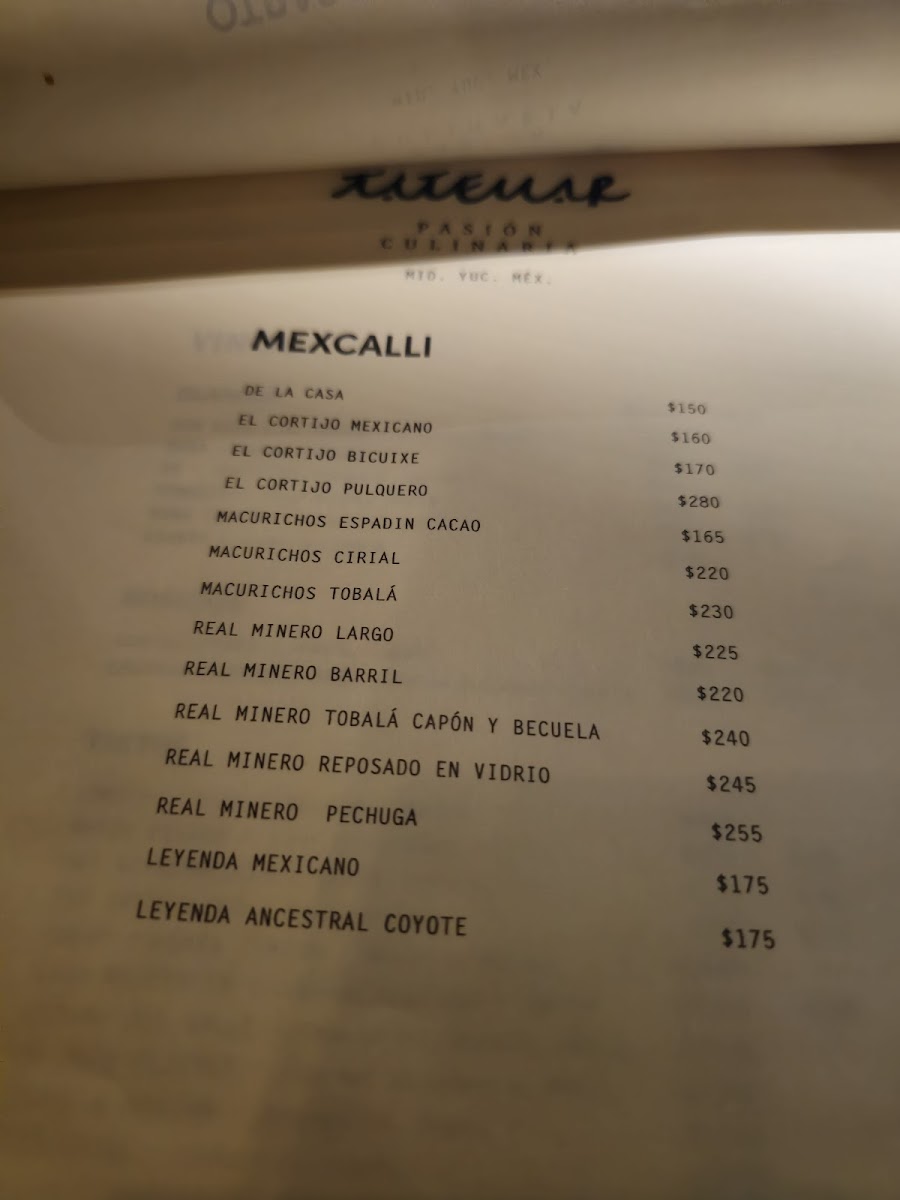 PASIÓN
CULINARIA
MID. YUC. MÉX.
MEXCALLI
DE LA CASA $150
EL CORTIJO MEXICANO $160
EL CORTIJO BICUIXE $170
EL CORTIJO PULQUERO $280
MACURICHOS ESPADIN CACAO $165
MACURICHOS CIRIAL $220
MACURICHOS TOBALÁ $230
REAL MINERO LARGO $225
REAL MINERO BARRIL $220
REAL MINERO TOBALÁ CAPÓN Y BECUELA $240
REAL MINERO REPOSADO EN VIDRIO $245
REAL MINERO PECHUGA $255
LEYENDA MEXICANO $175
LEYENDA ANCESTRAL COYOTE $175